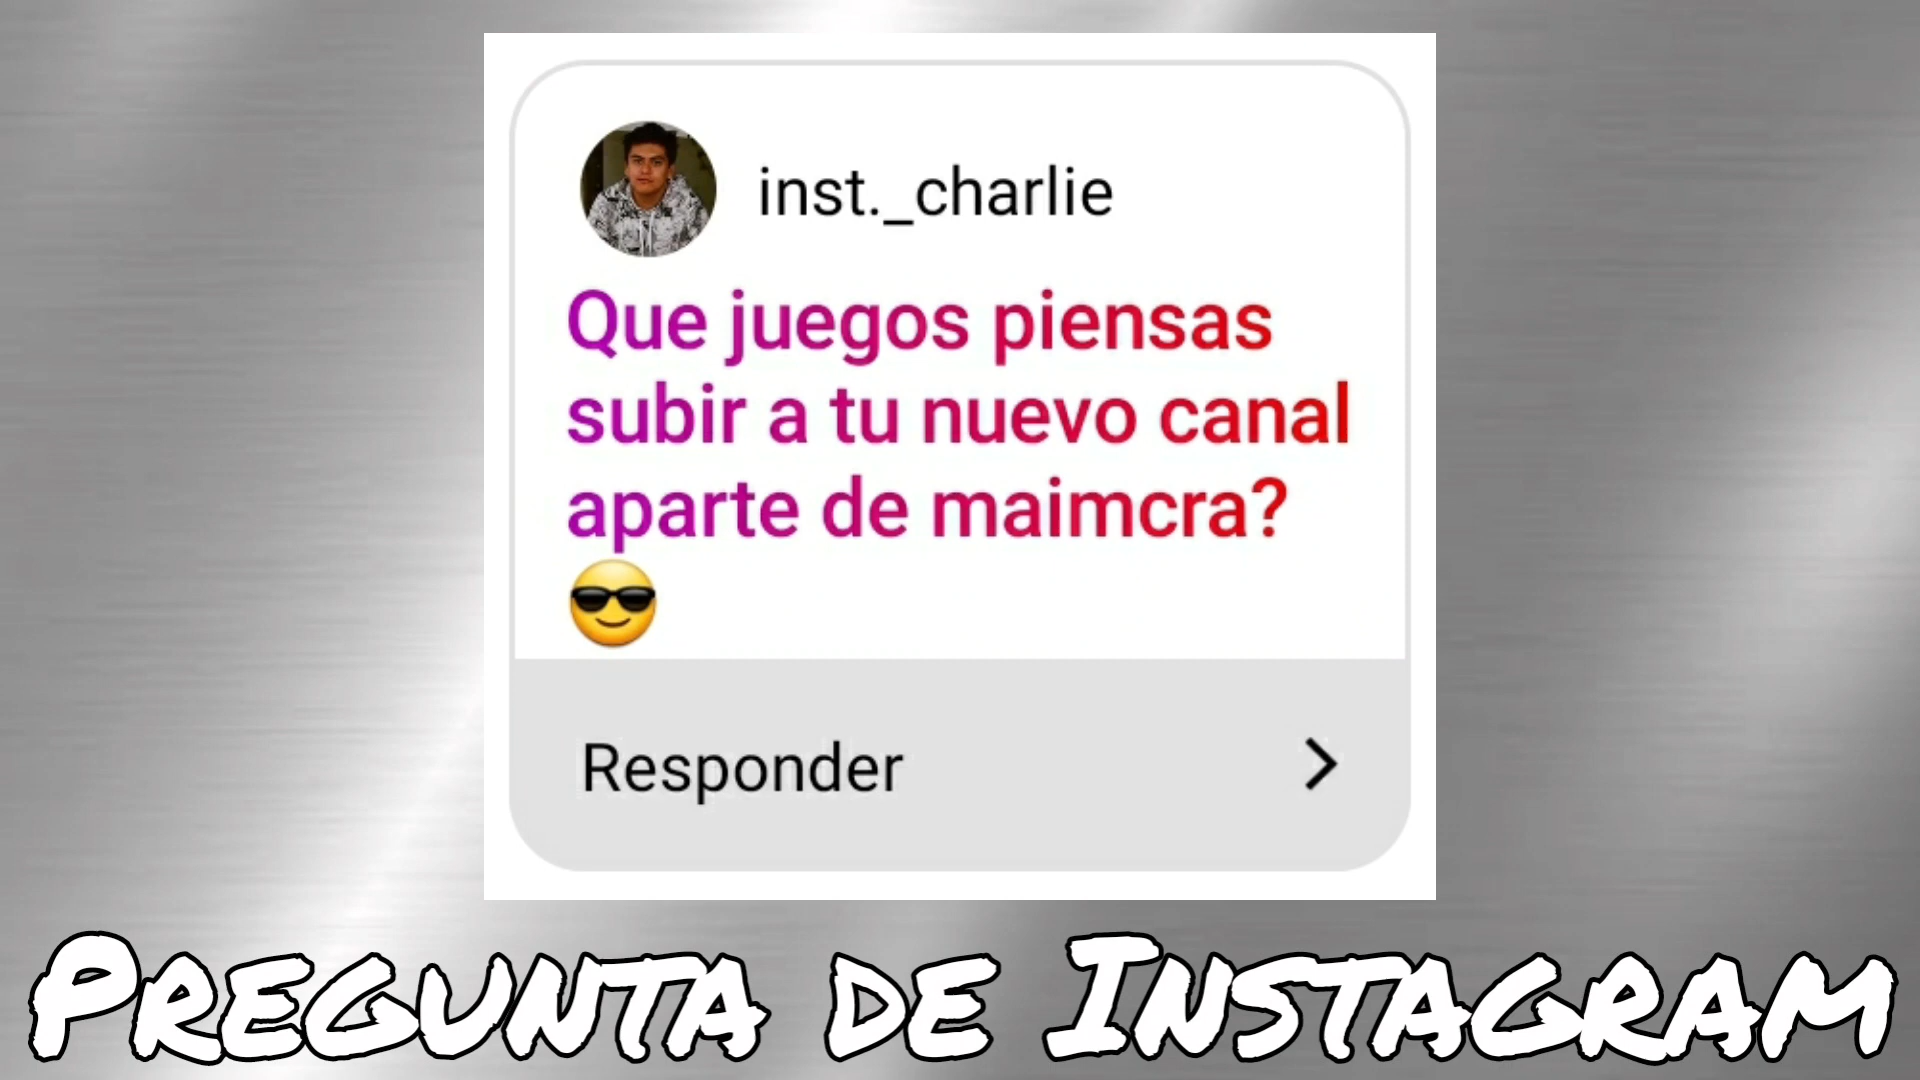 inst._charlie
Que juegos piensas
subir a tu nuevo canal
aparte de maimcra?
😎
Responder
PREGUNTA DE INSTAGRAM